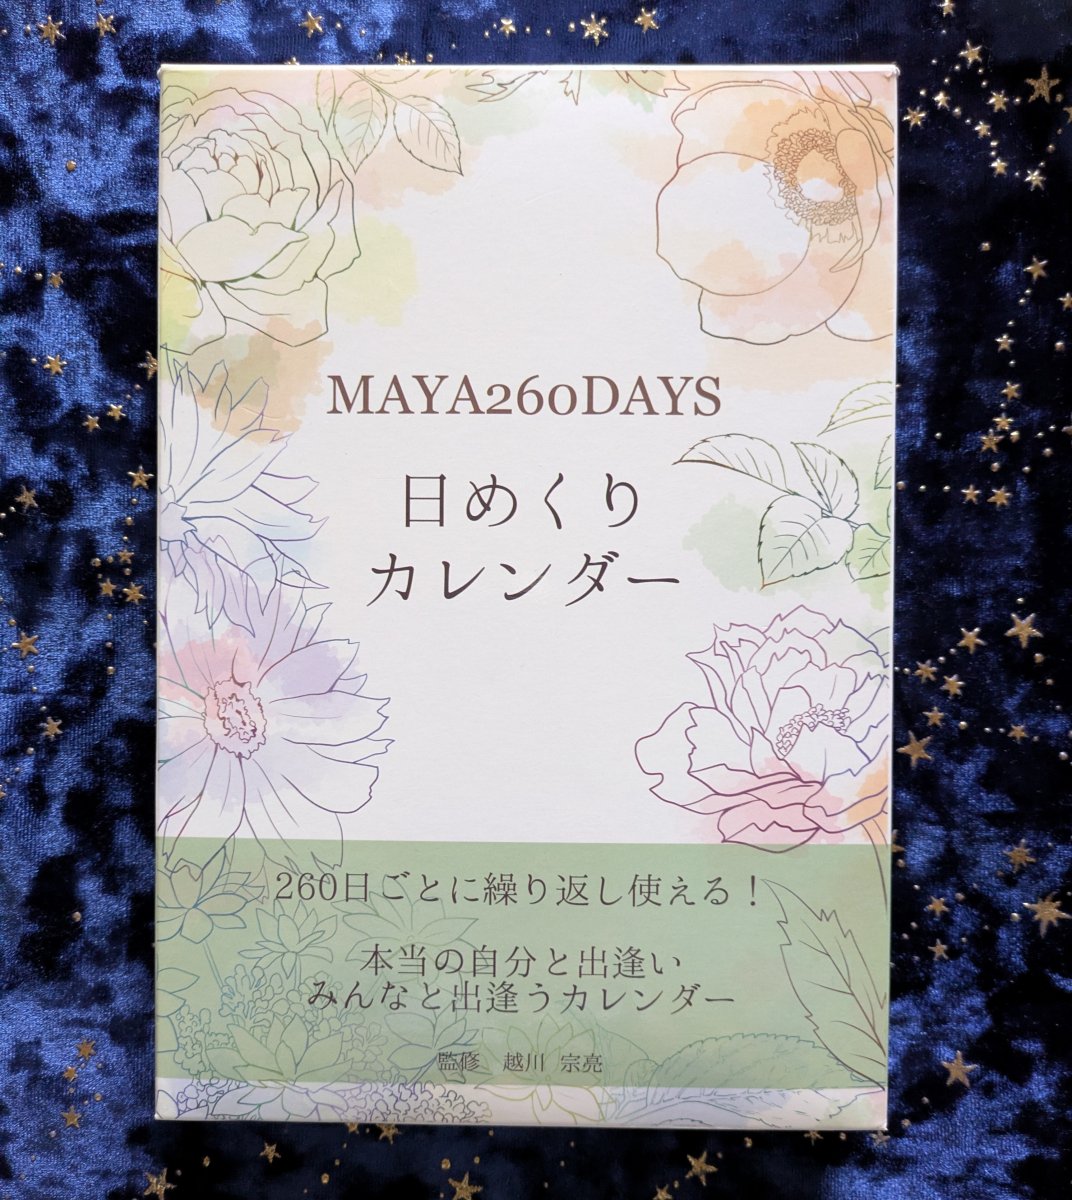 MAYA260DAYS
日めくり
カレンダー
260日ごとに繰り返し使える！
本当の自分と出逢い
みんなと出逢うカレンダー
監修　越川　宗亮